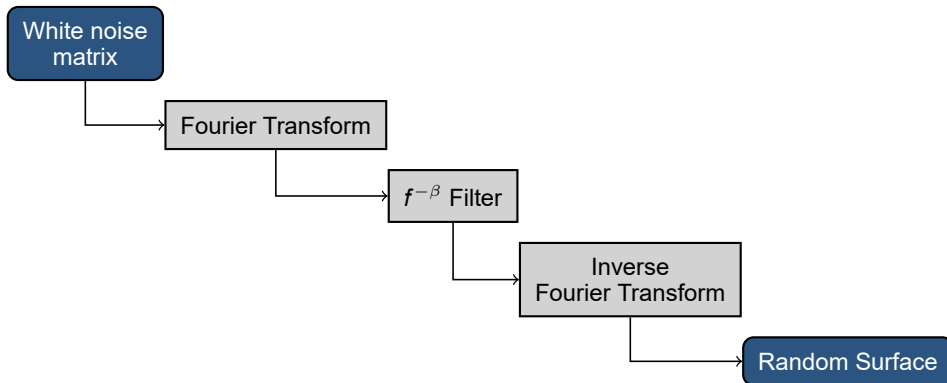 White noise
matrix
Fourier Transform
f^{-β} Filter
Inverse
Fourier Transform
Random Surface